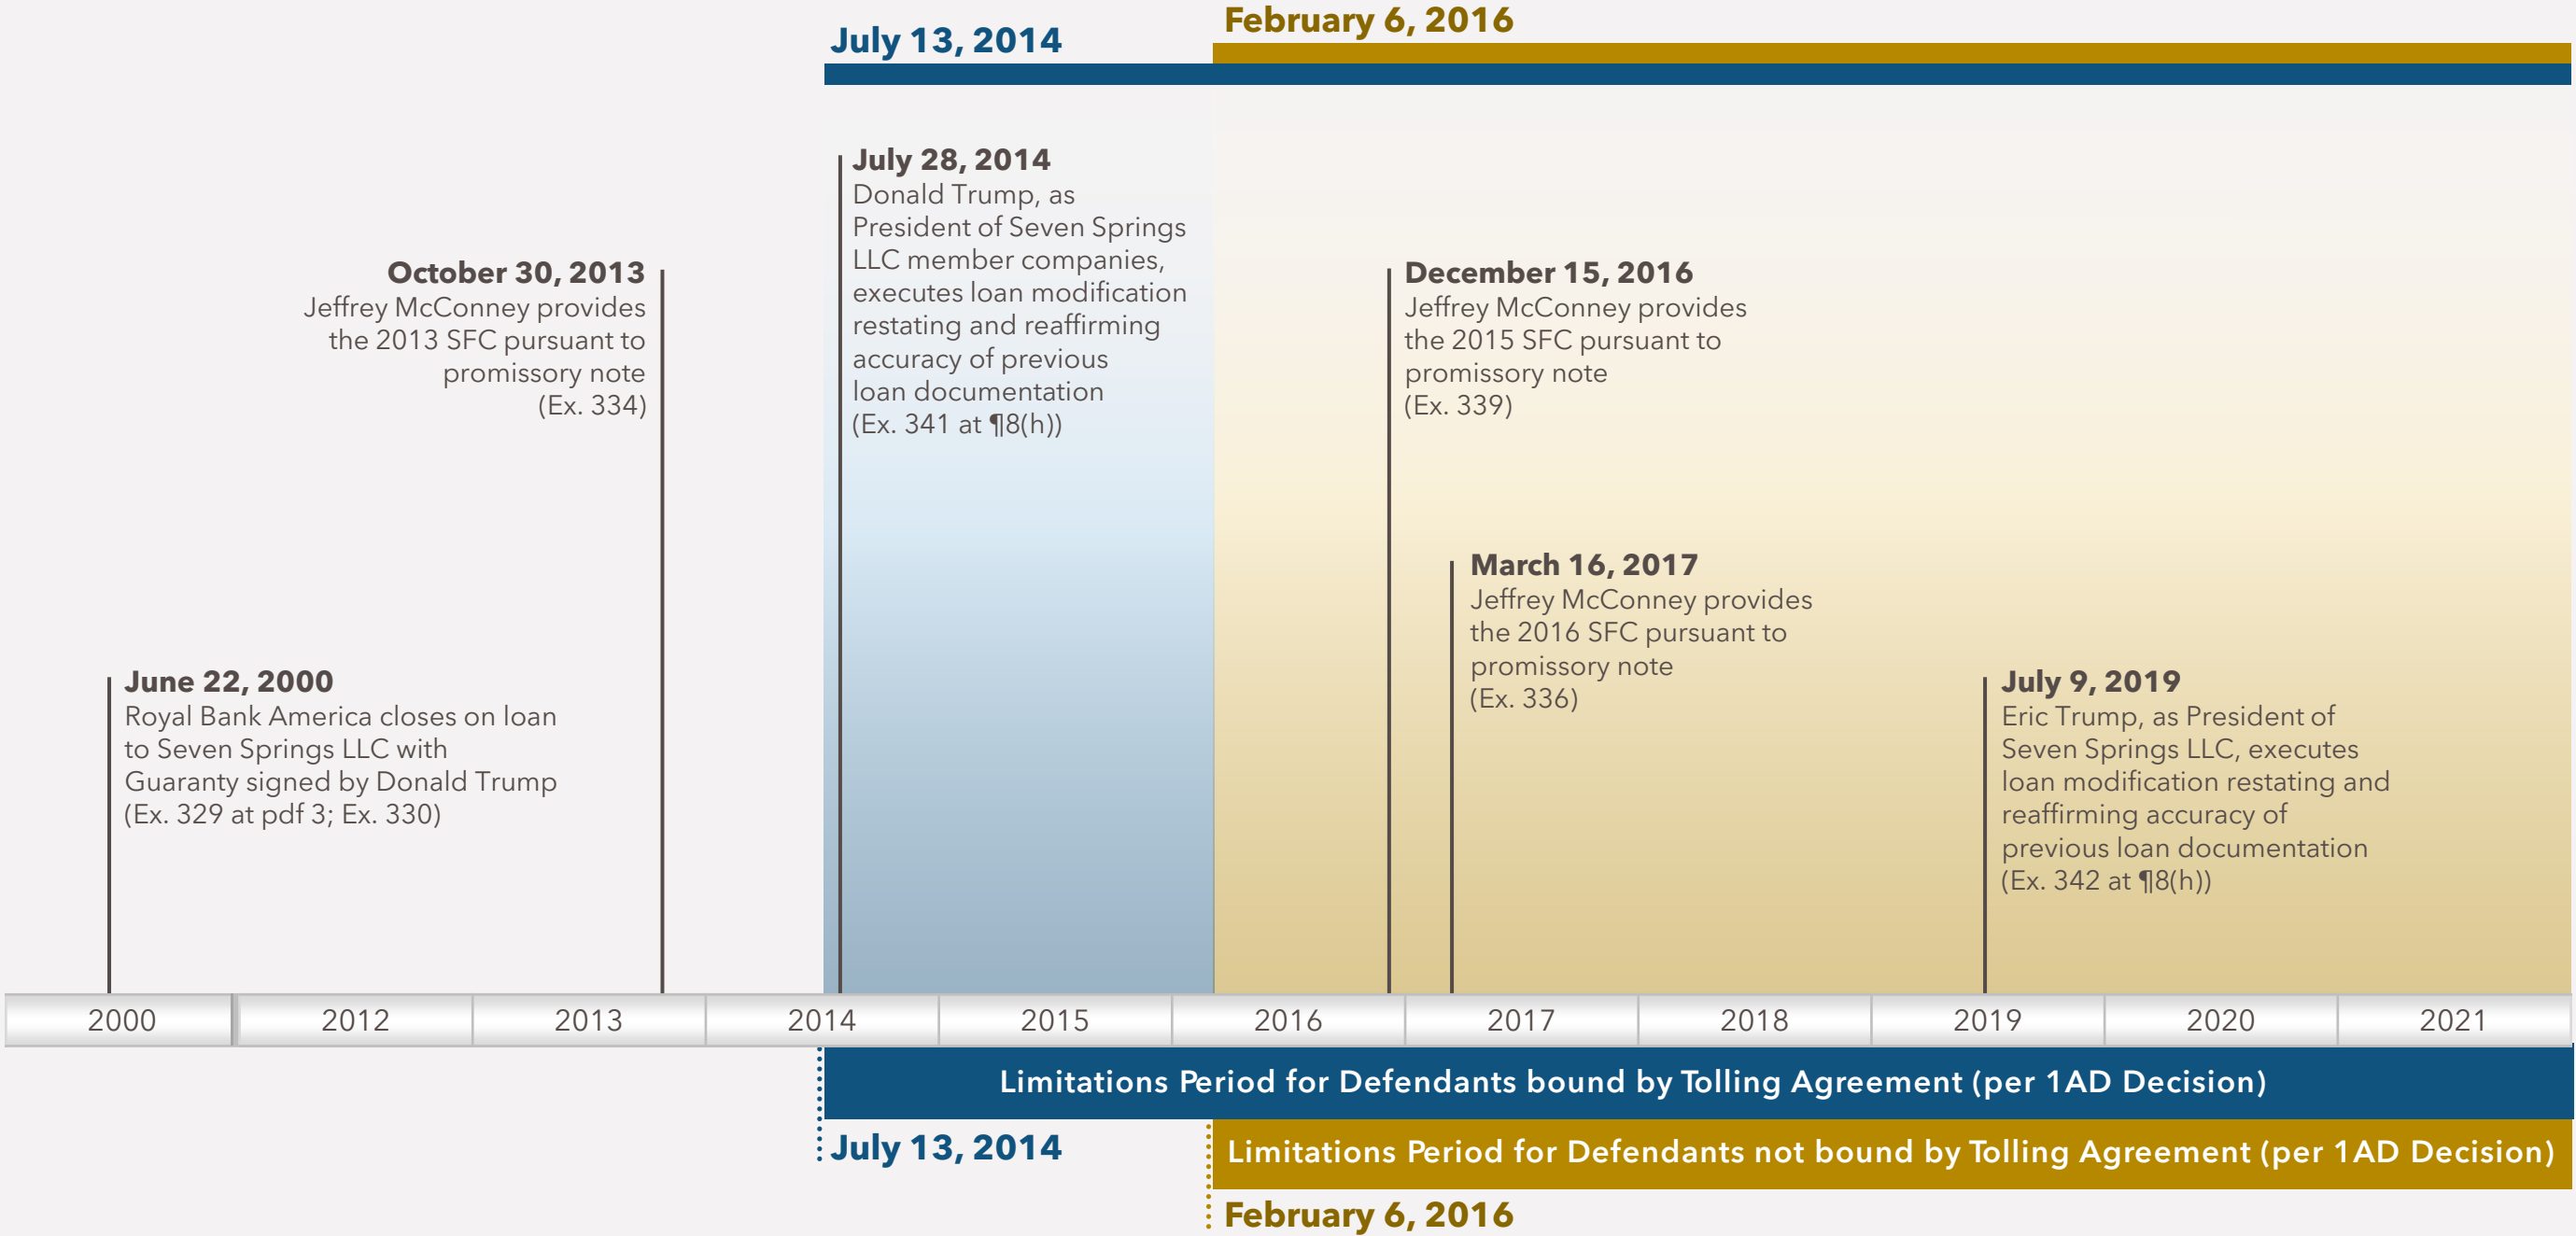 February 6, 2016
July 13, 2014
July 28, 2014
Donald Trump, as
President of Seven Springs
LLC member companies,
executes loan modification
restating and reaffirming
accuracy of previous
loan documentation
(Ex. 341 at ¶8(h))
October 30, 2013
Jeffrey McConney provides
the 2013 SFC pursuant to
promissory note
(Ex. 334)
December 15, 2016
Jeffrey McConney provides
the 2015 SFC pursuant to
promissory note
(Ex. 339)
March 16, 2017
Jeffrey McConney provides
the 2016 SFC pursuant to
promissory note
(Ex. 336)
June 22, 2000
Royal Bank America closes on loan
to Seven Springs LLC with
Guaranty signed by Donald Trump
(Ex. 329 at pdf 3; Ex. 330)
July 9, 2019
Eric Trump, as President of
Seven Springs LLC, executes
loan modification restating and
reaffirming accuracy of
previous loan documentation
(Ex. 342 at ¶8(h))
2000 2012 2013 2014 2015 2016 2017 2018 2019 2020 2021
Limitations Period for Defendants bound by Tolling Agreement (per 1AD Decision)
July 13, 2014
Limitations Period for Defendants not bound by Tolling Agreement (per 1AD Decision)
February 6, 2016